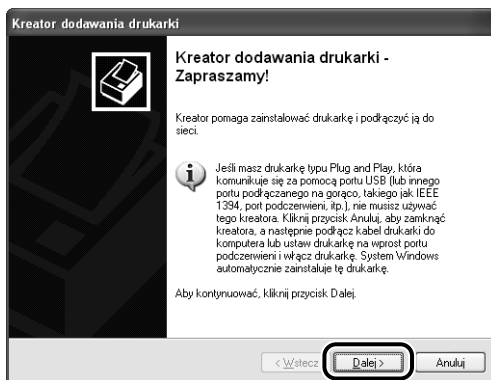 Kreator dodawania drukarki
Kreator dodawania drukarki -
Zapraszamy!
Kreator pomaga zainstalować drukarkę i podłączyć ją do
sieci.
Jeśli masz drukarkę typu Plug and Play, która
komunikuje się za pomocą portu USB (lub innego
portu podłączanego na gorąco, takiego jak IEEE
1394, port podczerwieni, itp.), nie musisz używać
tego kreatora. Kliknij przycisk Anuluj, aby zamknąć
kreatora, a następnie podłącz kabel drukarki do
komputera lub ustaw drukarkę na wprost portu
podczerwieni i włącz drukarkę. System Windows
automatycznie zainstaluje tę drukarkę.
Aby kontynuować, kliknij przycisk Dalej.
< Wstecz Dalej > Anuluj